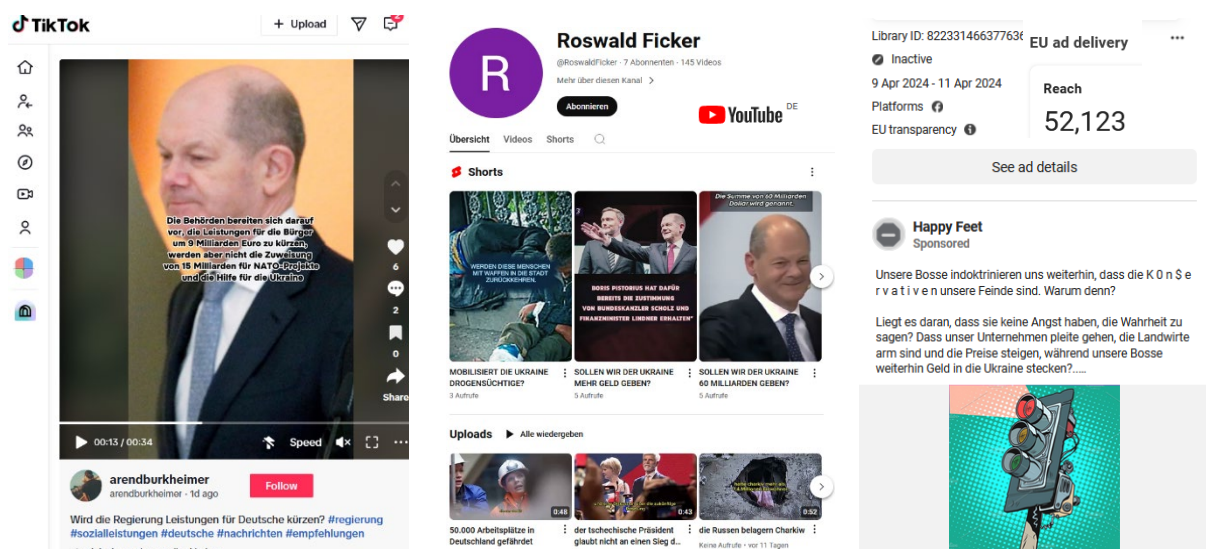 TikTok
+ Upload
2
Die Behörden bereiten sich darauf
vor, die Leistungen für die Bürger
um 9 Milliarden Euro zu kürzen,
werden aber nicht die Zuweisung
von 15 Milliarden für NATO-Projekte
und die Hilfe für die Ukraine
6
2
0
Share
00:13 / 00:34
Speed
arendburkheimer
arendburkheimer · 1d ago
Follow
Wird die Regierung Leistungen für Deutsche kürzen? #regierung
#sozialleistungen #deutsche #nachrichten #empfehlungen
R
Roswald Ficker
@RoswaldFicker · 7 Abonnenten · 145 Videos
Mehr über diesen Kanal >
Abonnieren
YouTube DE
Übersicht Videos Shorts
Shorts
WERDEN DIESE MENSCHEN
MIT WAFFEN IN DIE STADT
ZURÜCKKEHREN.
BORIS PISTORIUS HAT DAFÜR
BEREITS DIE ZUSTIMMUNG
VON BUNDESKANZLER SCHOLZ UND
FINANZMINISTER LINDNER ERHALTEN"
Die Summe von 60 Milliarden
Dollar wird genannt.
MOBILISIERT DIE UKRAINE
DROGENSÜCHTIGE?
3 Aufrufe
SOLLEN WIR DER UKRAINE
MEHR GELD GEBEN?
5 Aufrufe
SOLLEN WIR DER UKRAINE
60 MILLIARDEN GEBEN?
5 Aufrufe
Uploads Alle wiedergeben
0:48
0:43
0:52
50.000 Arbeitsplätze in
Deutschland gefährdet
der tschechische Präsident
glaubt nicht an einen Sieg d...
die Russen belagern Charkiw
Keine Aufrufe · vor 11 Tagen
Library ID: 82233146637763
Inactive
9 Apr 2024 - 11 Apr 2024
Platforms
EU transparency
EU ad delivery
Reach
52,123
See ad details
Happy Feet
Sponsored
Unsere Bosse indoktrinieren uns weiterhin, dass die K 0 n $ e
r v a t i v e n unsere Feinde sind. Warum denn?
Liegt es daran, dass sie keine Angst haben, die Wahrheit zu
sagen? Dass unser Unternehmen pleite gehen, die Landwirte
arm sind und die Preise steigen, während unsere Bosse
weiterhin Geld in die Ukraine stecken?.....